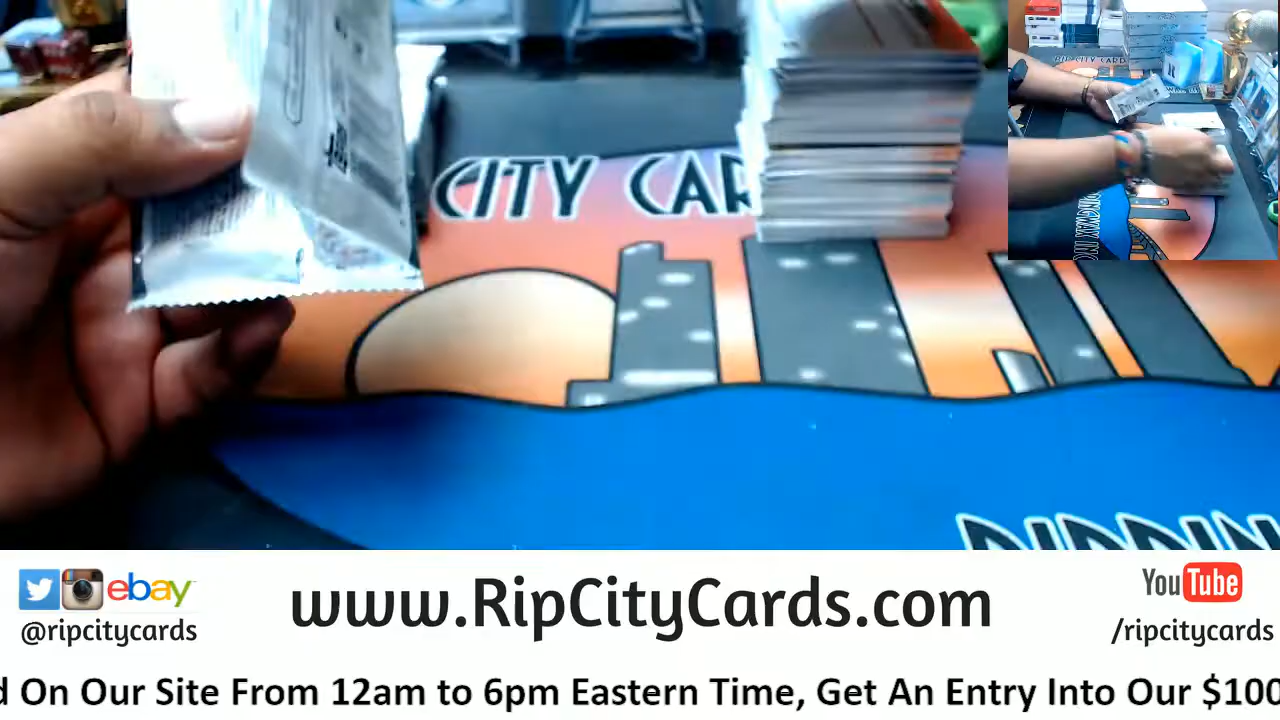 CITY CAR
RIPPIN
ebay
@ripcitycards
www.RipCityCards.com
YouTube
/ripcitycards
d On Our Site From 12am to 6pm Eastern Time, Get An Entry Into Our $100